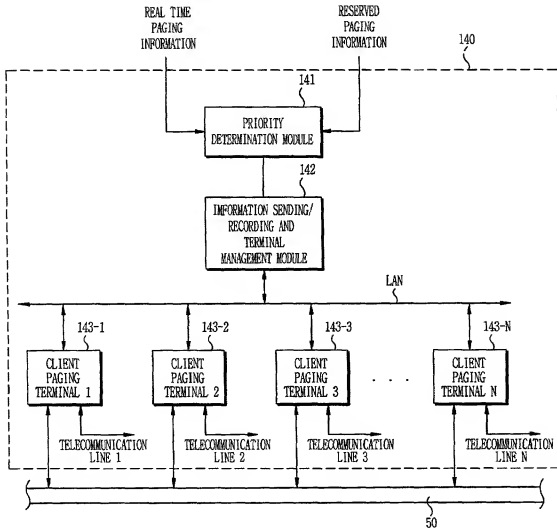 REAL TIME
PAGING
INFORMATION
RESERVED
PAGING
INFORMATION
140
141
PRIORITY
DETERMINATION MODULE
142
IMFORMATION SENDING/
RECORDING AND
TERMINAL
MANAGEMENT MODULE
LAN
143-1
143-2
143-3
143-N
CLIENT
PAGING
TERMINAL 1
CLIENT
PAGING
TERMINAL 2
CLIENT
PAGING
TERMINAL 3
. . .
CLIENT
PAGING
TERMINAL N
TELECOMMUNICATION
LINE 1
TELECOMMUNICATION
LINE 2
TELECOMMUNICATION
LINE 3
TELECOMMUNICATION
LINE N
50